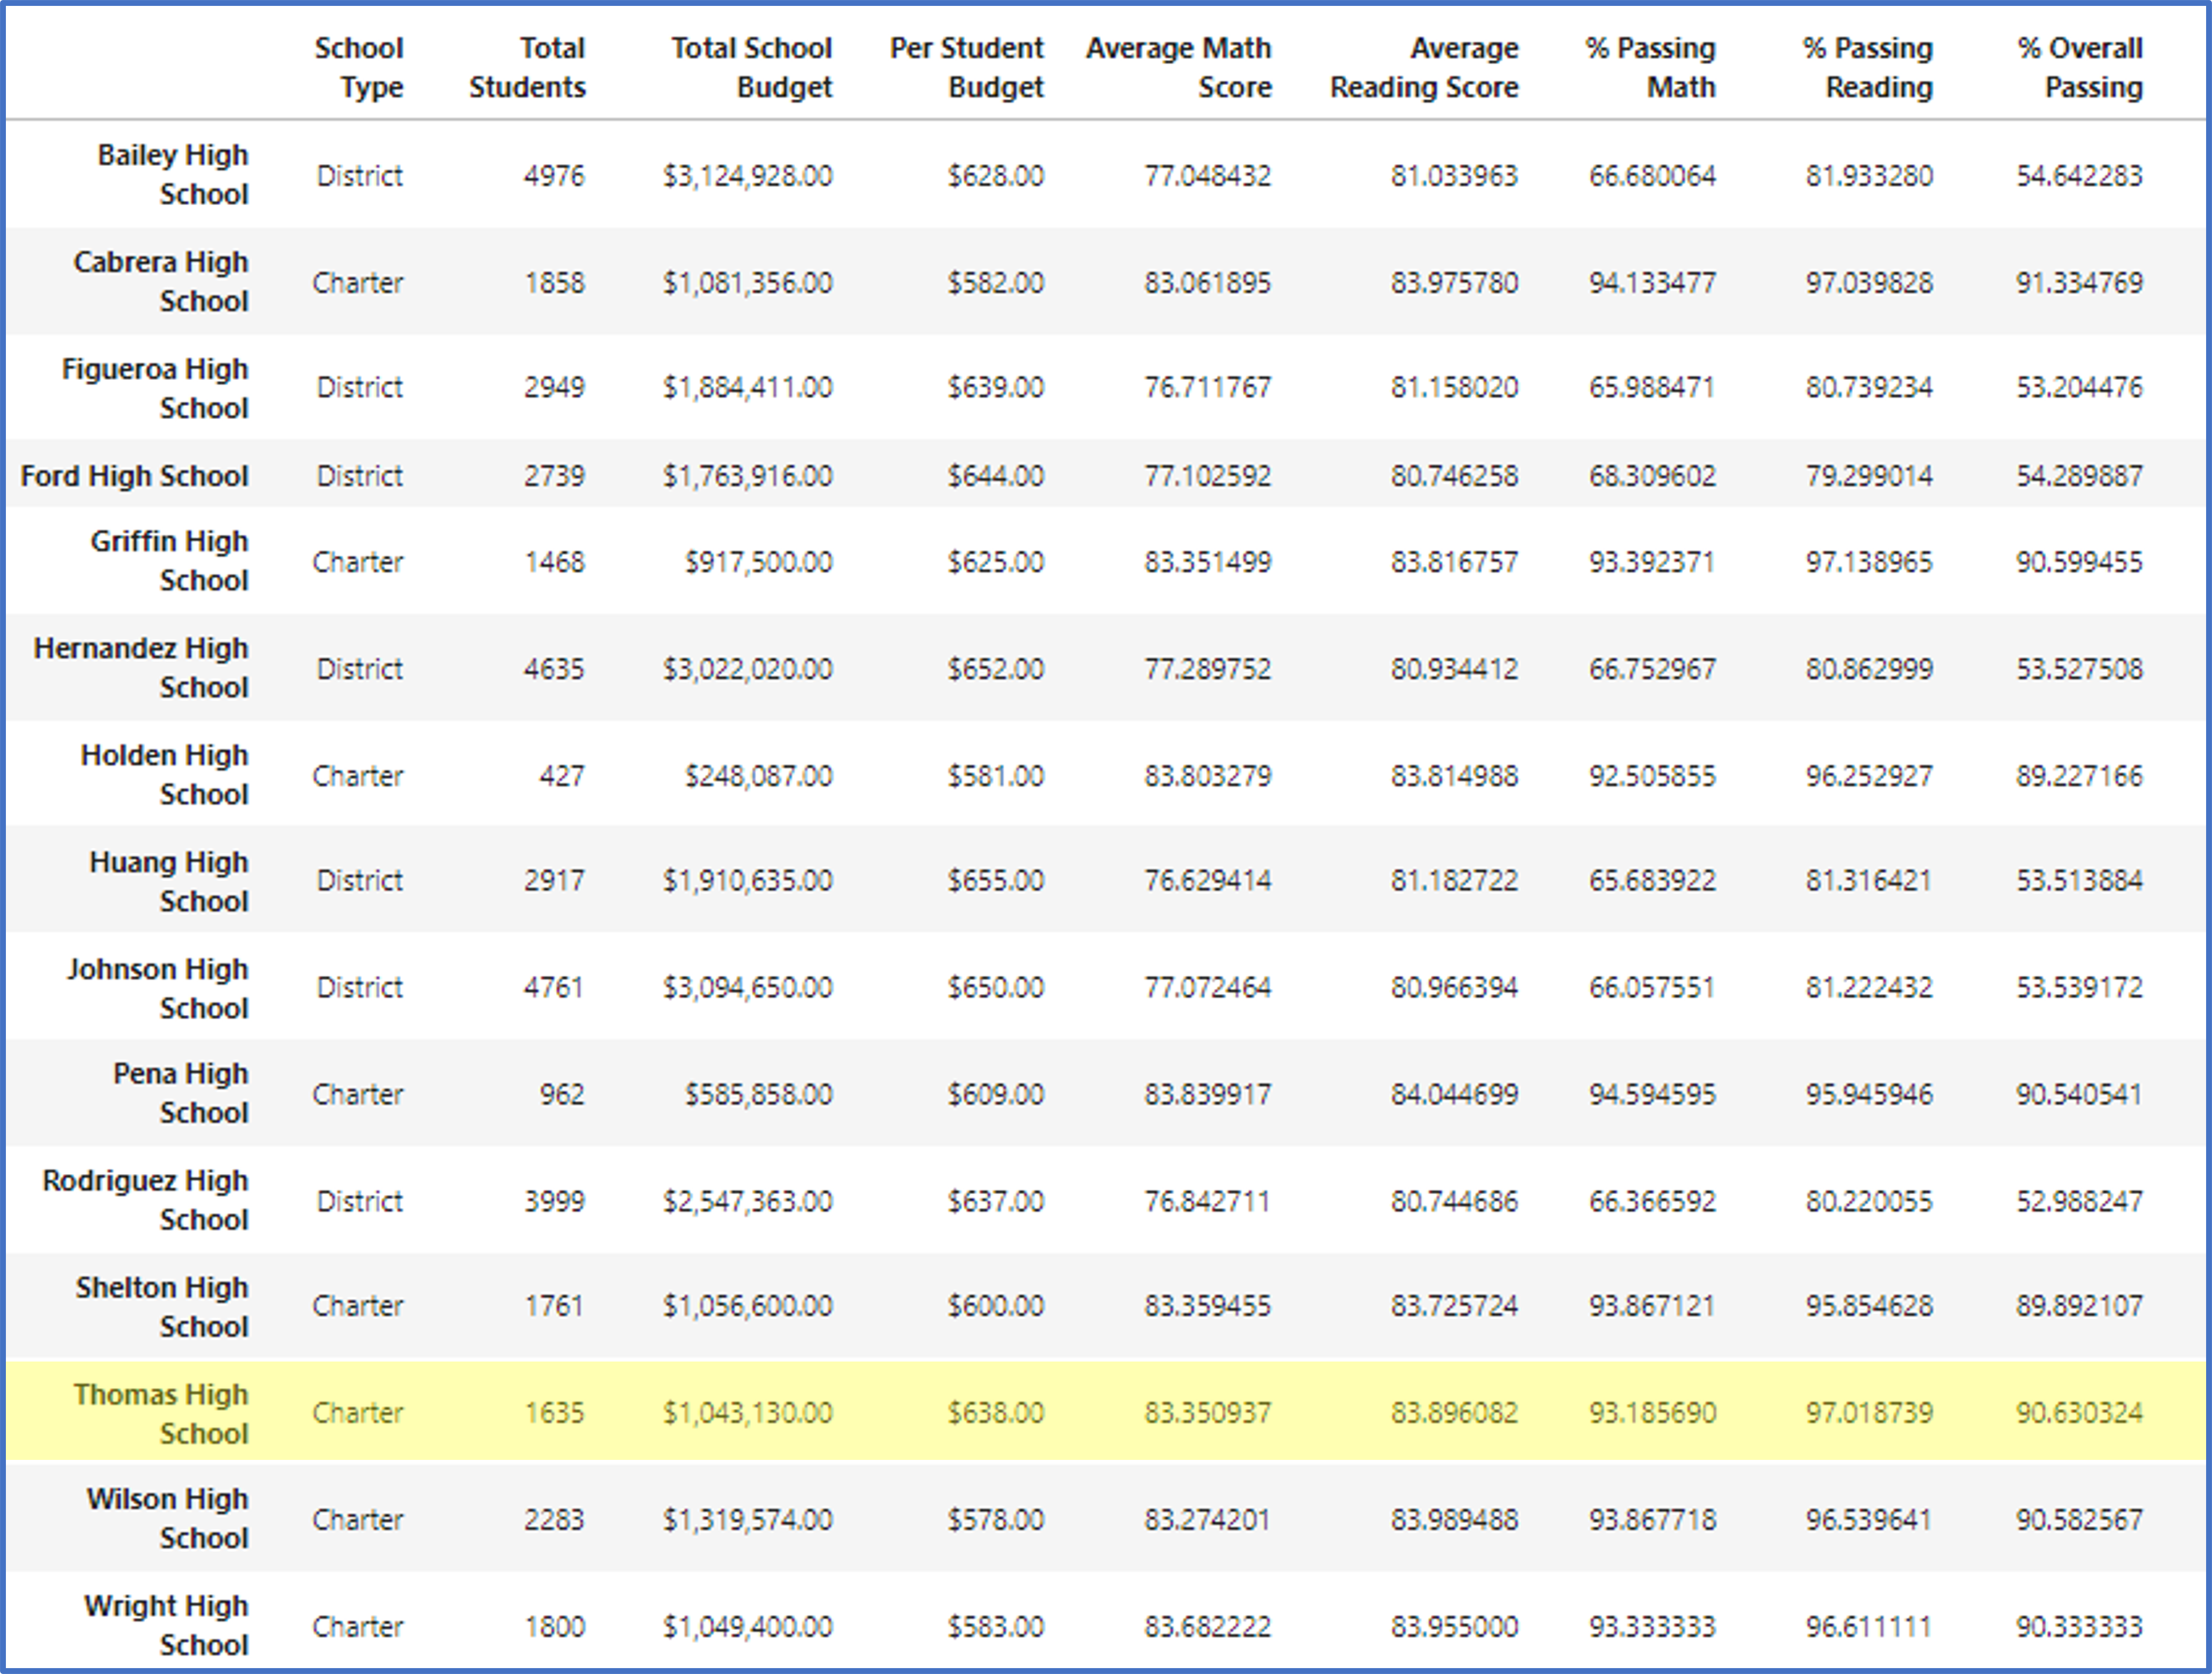 School Type Total Students Total School Budget Per Student Budget Average Math Score Average Reading Score % Passing Math % Passing Reading % Overall Passing
Bailey High School District 4976 $3,124,928.00 $628.00 77.048432 81.033963 66.680064 81.933280 54.642283
Cabrera High School Charter 1858 $1,081,356.00 $582.00 83.061895 83.975780 94.133477 97.039828 91.334769
Figueroa High School District 2949 $1,884,411.00 $639.00 76.711767 81.158020 65.988471 80.739234 53.204476
Ford High School District 2739 $1,763,916.00 $644.00 77.102592 80.746258 68.309602 79.299014 54.289887
Griffin High School Charter 1468 $917,500.00 $625.00 83.351499 83.816757 93.392371 97.138965 90.599455
Hernandez High School District 4635 $3,022,020.00 $652.00 77.289752 80.934412 66.752967 80.862999 53.527508
Holden High School Charter 427 $248,087.00 $581.00 83.803279 83.814988 92.505855 96.252927 89.227166
Huang High School District 2917 $1,910,635.00 $655.00 76.629414 81.182722 65.683922 81.316421 53.513884
Johnson High School District 4761 $3,094,650.00 $650.00 77.072464 80.966394 66.057551 81.222432 53.539172
Pena High School Charter 962 $585,858.00 $609.00 83.839917 84.044699 94.594595 95.945946 90.540541
Rodriguez High School District 3999 $2,547,363.00 $637.00 76.842711 80.744686 66.366592 80.220055 52.988247
Shelton High School Charter 1761 $1,056,600.00 $600.00 83.359455 83.725724 93.867121 95.854628 89.892107
Thomas High School Charter 1635 $1,043,130.00 $638.00 83.350937 83.896082 93.185690 97.018739 90.630324
Wilson High School Charter 2283 $1,319,574.00 $578.00 83.274201 83.989488 93.867718 96.539641 90.582567
Wright High School Charter 1800 $1,049,400.00 $583.00 83.682222 83.955000 93.333333 96.611111 90.333333